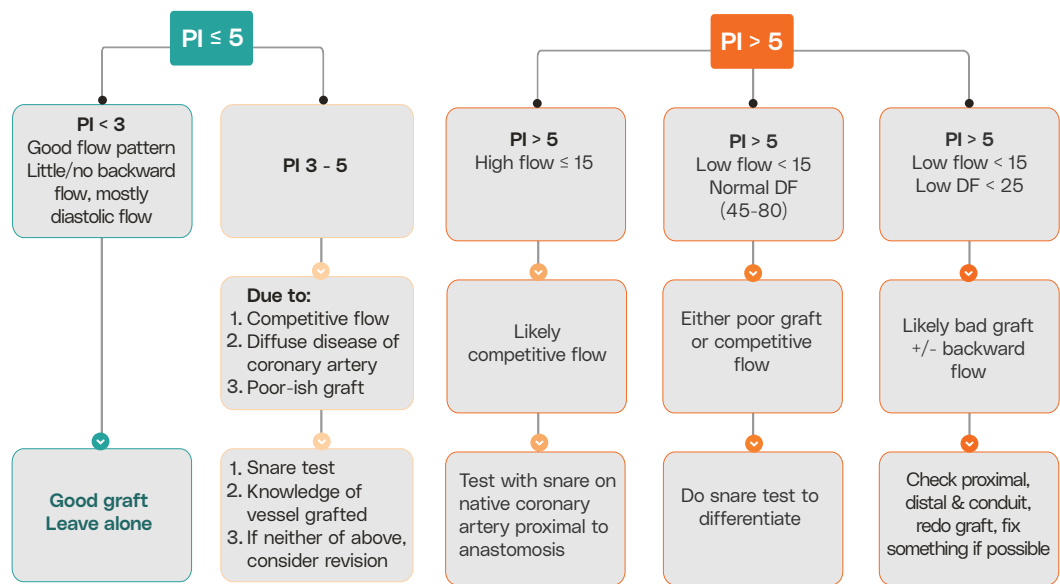 PI ≤ 5
PI > 5
PI < 3
Good flow pattern
Little/no backward
flow, mostly
diastolic flow
PI 3 - 5
PI > 5
High flow ≤ 15
PI > 5
Low flow < 15
Normal DF
(45-80)
PI > 5
Low flow < 15
Low DF < 25
Due to:
1. Competitive flow
2. Diffuse disease of
coronary artery
3. Poor-ish graft
Likely
competitive flow
Either poor graft
or competitive
flow
Likely bad graft
+/- backward
flow
Good graft
Leave alone
1. Snare test
2. Knowledge of
vessel grafted
3. If neither of above,
consider revision
Test with snare on
native coronary
artery proximal to
anastomosis
Do snare test to
differentiate
Check proximal,
distal & conduit,
redo graft, fix
something if possible